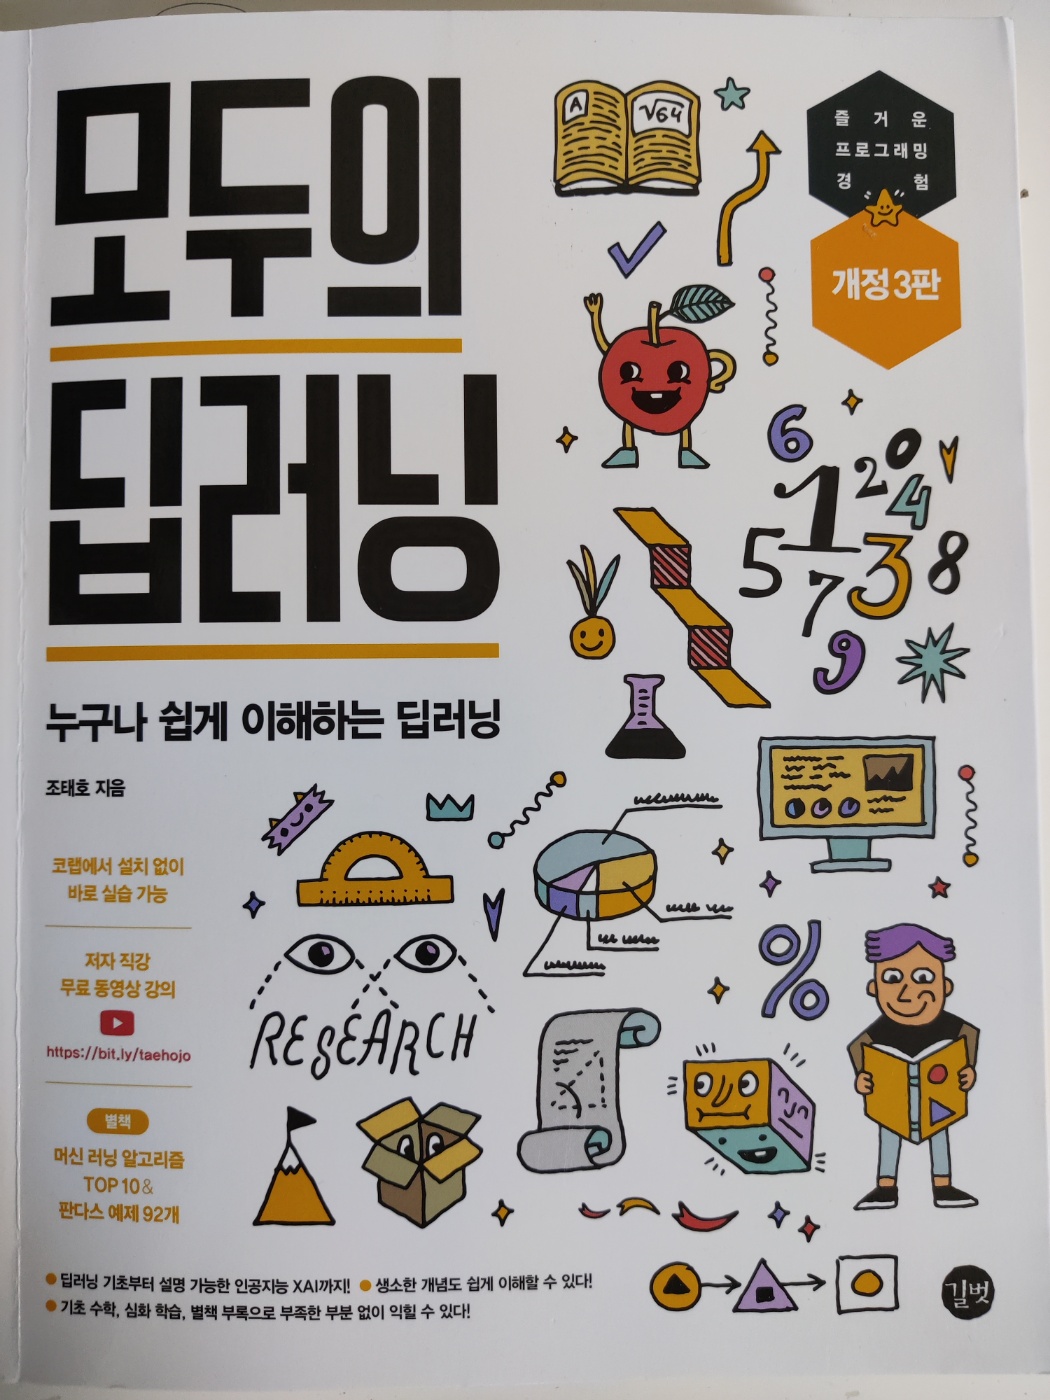 모두의
딥러닝
누구나 쉽게 이해하는 딥러닝
조태호 지음
코랩에서 설치 없이
바로 실습 가능
저자 직강
무료 동영상 강의
https://bit.ly/taehojo
별책
머신 러닝 알고리즘
TOP 10&
판다스 예제 92개
딥러닝 기초부터 설명 가능한 인공지능 XAI까지! 생소한 개념도 쉽게 이해할 수 있다!
기초 수학, 심화 학습, 별책 부록으로 부족한 부분 없이 익힐 수 있다!
즐거운
프로그래밍
경험
개정 3판
A
√64
6
2 0
1
4
5
3
8
7
9
%
RESEARCH
길벗